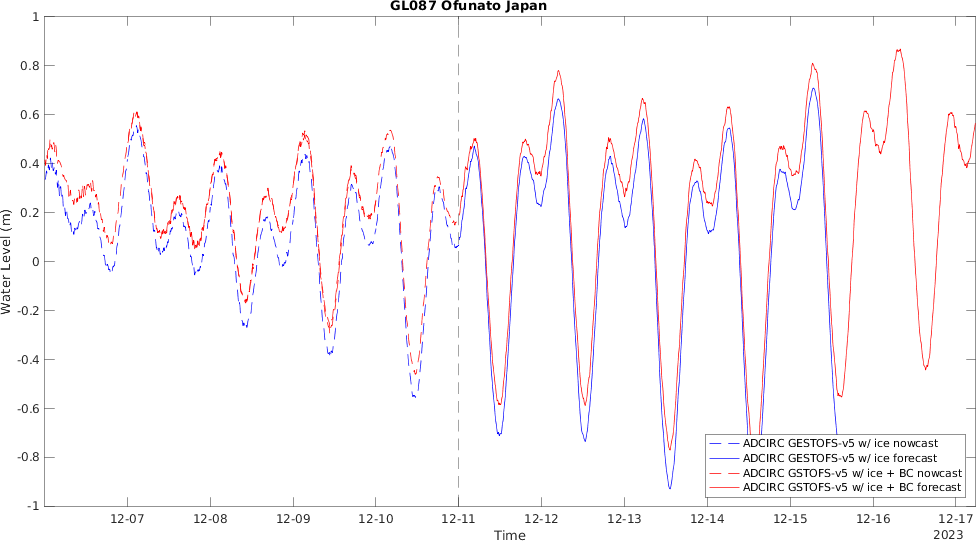 GL087 Ofunato Japan
1
0.8
0.6
0.4
0.2
0
-0.2
-0.4
-0.6
-0.8
-1
Water Level (m)
ADCIRC GESTOFS-v5 w/ ice nowcast
ADCIRC GESTOFS-v5 w/ ice forecast
ADCIRC GSTOFS-v5 w/ ice + BC nowcast
ADCIRC GSTOFS-v5 w/ ice + BC forecast
12-07 12-08 12-09 12-10 12-11 12-12 12-13 12-14 12-15 12-16 12-17
Time 2023